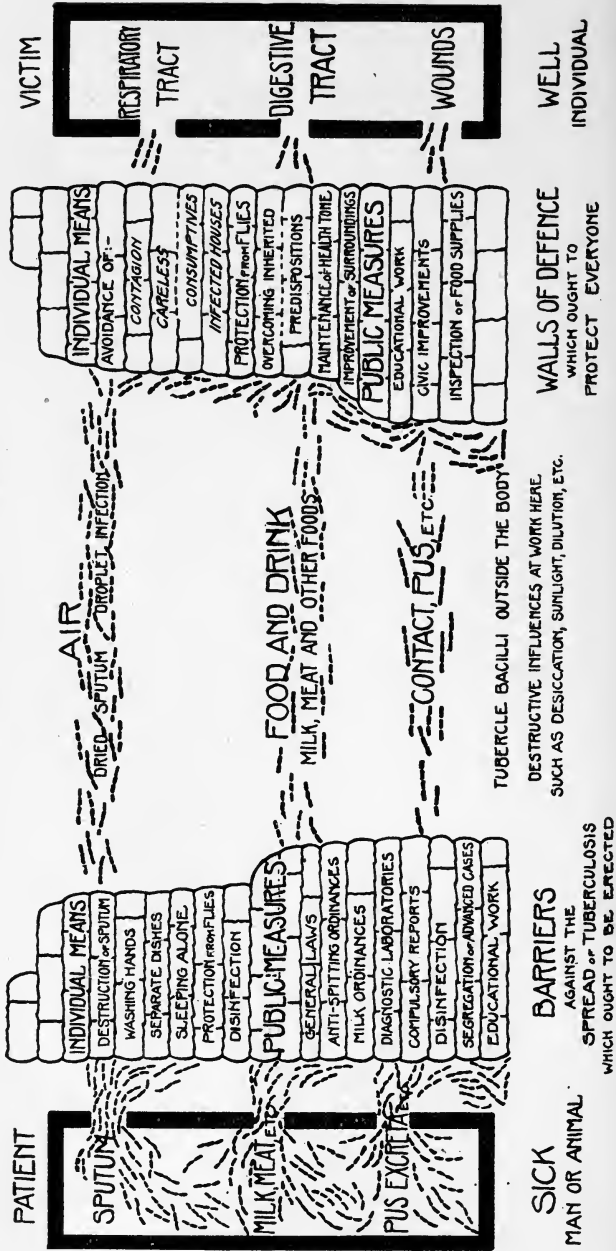 PATIENT
SPUTUM
MILK MEAT ETC
PUS EXCRETA ETC
SICK
MAN OR ANIMAL
INDIVIDUAL MEANS
DESTRUCTION OF SPUTUM
WASHING HANDS
SEPARATE DISHES
SLEEPING ALONE
PROTECTION FROM FLIES
DISINFECTION
PUBLIC MEASURES
GENERAL LAWS
ANTI-SPITTING ORDINANCES
MILK ORDINANCES
DIAGNOSTIC LABORATORIES
COMPULSORY REPORTS
DISINFECTION
SEGREGATION OF ADVANCED CASES
EDUCATIONAL WORK
BARRIERS
AGAINST THE
SPREAD OF TUBERCULOSIS
WHICH OUGHT TO BE ERECTED
AIR
DRIED SPUTUM DROPLET INFECTION
FOOD AND DRINK
MILK, MEAT AND OTHER FOODS
CONTACT, PUS, ETC
TUBERCLE BACILLI OUTSIDE THE BODY
DESTRUCTIVE INFLUENCES AT WORK HERE
SUCH AS DESICCATION, SUNLIGHT, DILUTION, ETC.
INDIVIDUAL MEANS
AVOIDANCE OF:-
CONTAGION
CARELESS
CONSUMPTIVES
INFECTED HOUSES
PROTECTION FROM FLIES
OVERCOMING INHERITED
PREDISPOSITIONS
MAINTENANCE OF HEALTH TONE
IMPROVEMENT OF SURROUNDINGS
PUBLIC MEASURES
EDUCATIONAL WORK
CIVIC IMPROVEMENTS
INSPECTION OF FOOD SUPPLIES
WALLS OF DEFENCE
WHICH OUGHT TO
PROTECT EVERYONE
VICTIM
RESPIRATORY
TRACT
DIGESTIVE
TRACT
WOUNDS
WELL
INDIVIDUAL